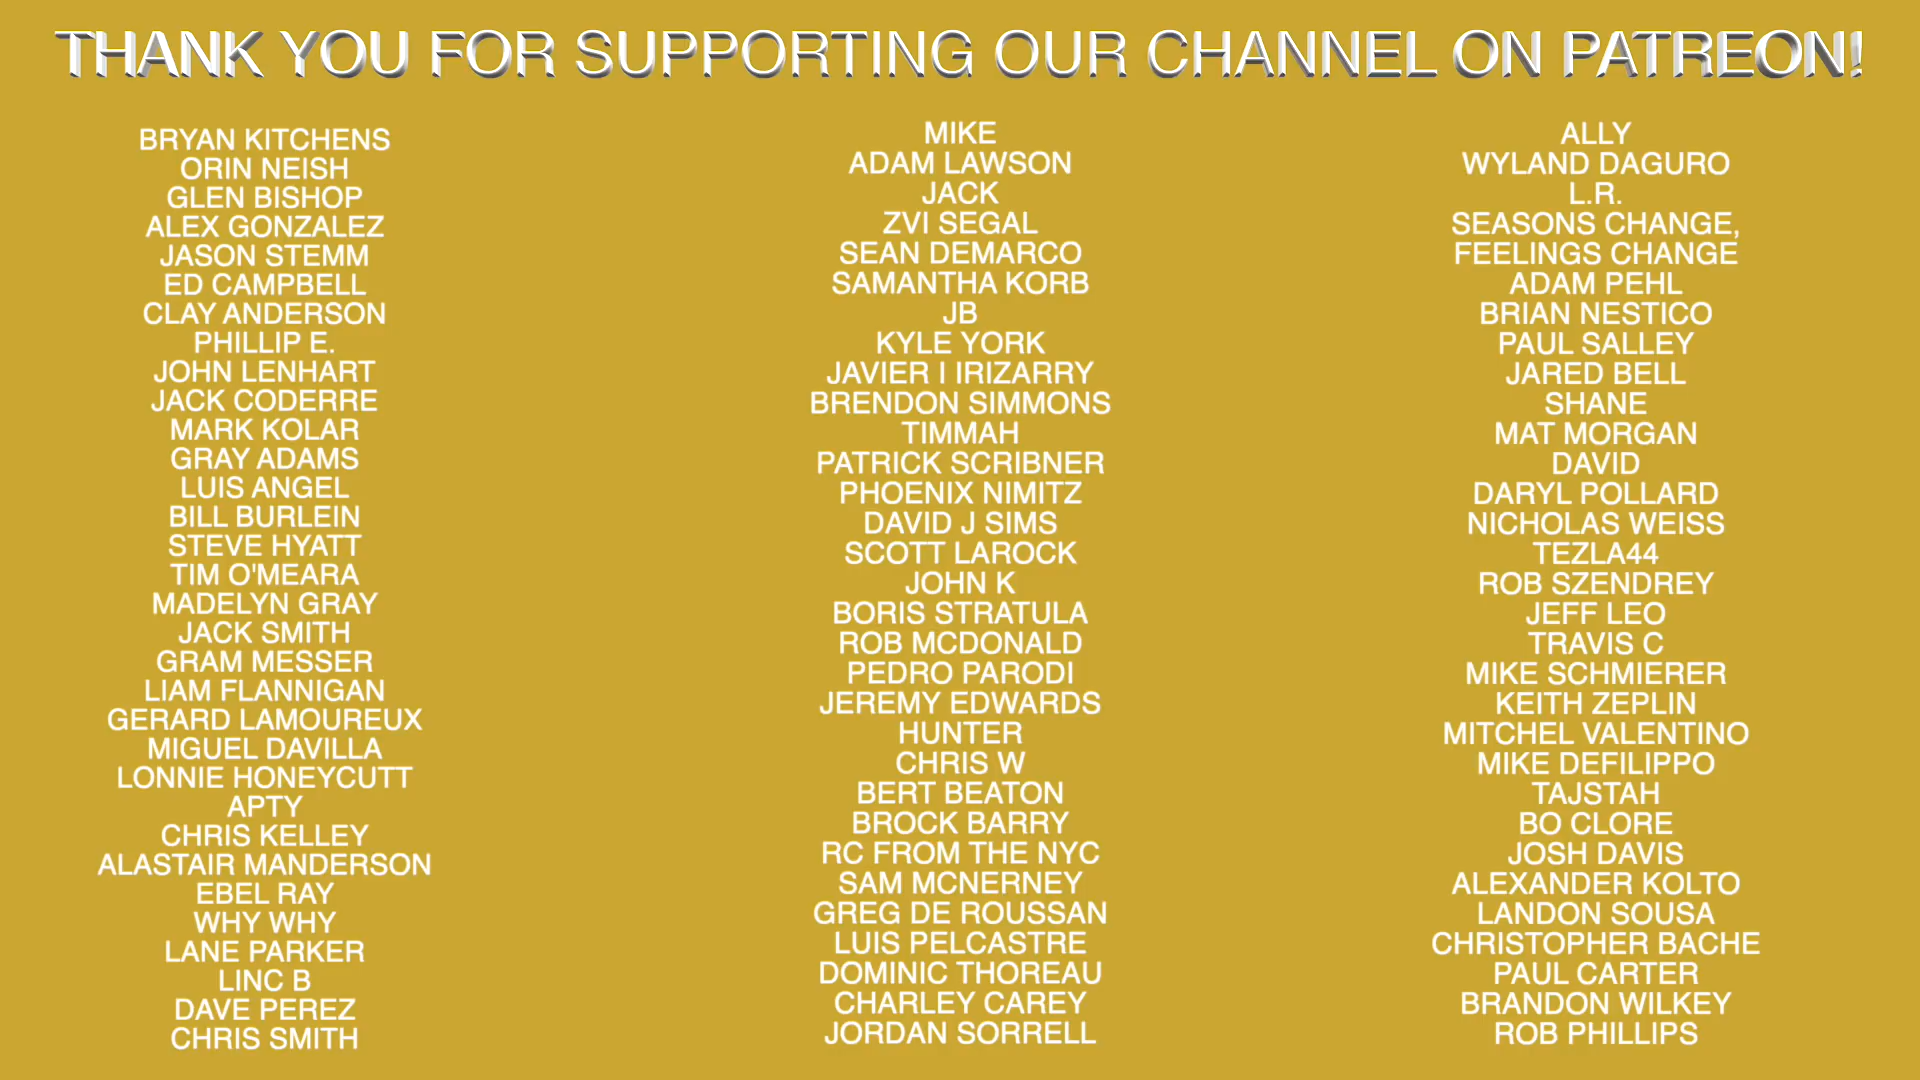 THANK YOU FOR SUPPORTING OUR CHANNEL ON PATREON!
BRYAN KITCHENS
ORIN NEISH
GLEN BISHOP
ALEX GONZALEZ
JASON STEMM
ED CAMPBELL
CLAY ANDERSON
PHILLIP E.
JOHN LENHART
JACK CODERRE
MARK KOLAR
GRAY ADAMS
LUIS ANGEL
BILL BURLEIN
STEVE HYATT
TIM O'MEARA
MADELYN GRAY
JACK SMITH
GRAM MESSER
LIAM FLANNIGAN
GERARD LAMOUREUX
MIGUEL DAVILLA
LONNIE HONEYCUTT
APTY
CHRIS KELLEY
ALASTAIR MANDERSON
EBEL RAY
WHY WHY
LANE PARKER
LINC B
DAVE PEREZ
CHRIS SMITH
MIKE
ADAM LAWSON
JACK
ZVI SEGAL
SEAN DEMARCO
SAMANTHA KORB
JB
KYLE YORK
JAVIER I IRIZARRY
BRENDON SIMMONS
TIMMAH
PATRICK SCRIBNER
PHOENIX NIMITZ
DAVID J SIMS
SCOTT LAROCK
JOHN K
BORIS STRATULA
ROB MCDONALD
PEDRO PARODI
JEREMY EDWARDS
HUNTER
CHRIS W
BERT BEATON
BROCK BARRY
RC FROM THE NYC
SAM MCNERNEY
GREG DE ROUSSAN
LUIS PELCASTRE
DOMINIC THOREAU
CHARLEY CAREY
JORDAN SORRELL
ALLY
WYLAND DAGURO
L.R.
SEASONS CHANGE,
FEELINGS CHANGE
ADAM PEHL
BRIAN NESTICO
PAUL SALLEY
JARED BELL
SHANE
MAT MORGAN
DAVID
DARYL POLLARD
NICHOLAS WEISS
TEZLA44
ROB SZENDREY
JEFF LEO
TRAVIS C
MIKE SCHMIERER
KEITH ZEPLIN
MITCHEL VALENTINO
MIKE DEFILIPPO
TAJSTAH
BO CLORE
JOSH DAVIS
ALEXANDER KOLTO
LANDON SOUSA
CHRISTOPHER BACHE
PAUL CARTER
BRANDON WILKEY
ROB PHILLIPS